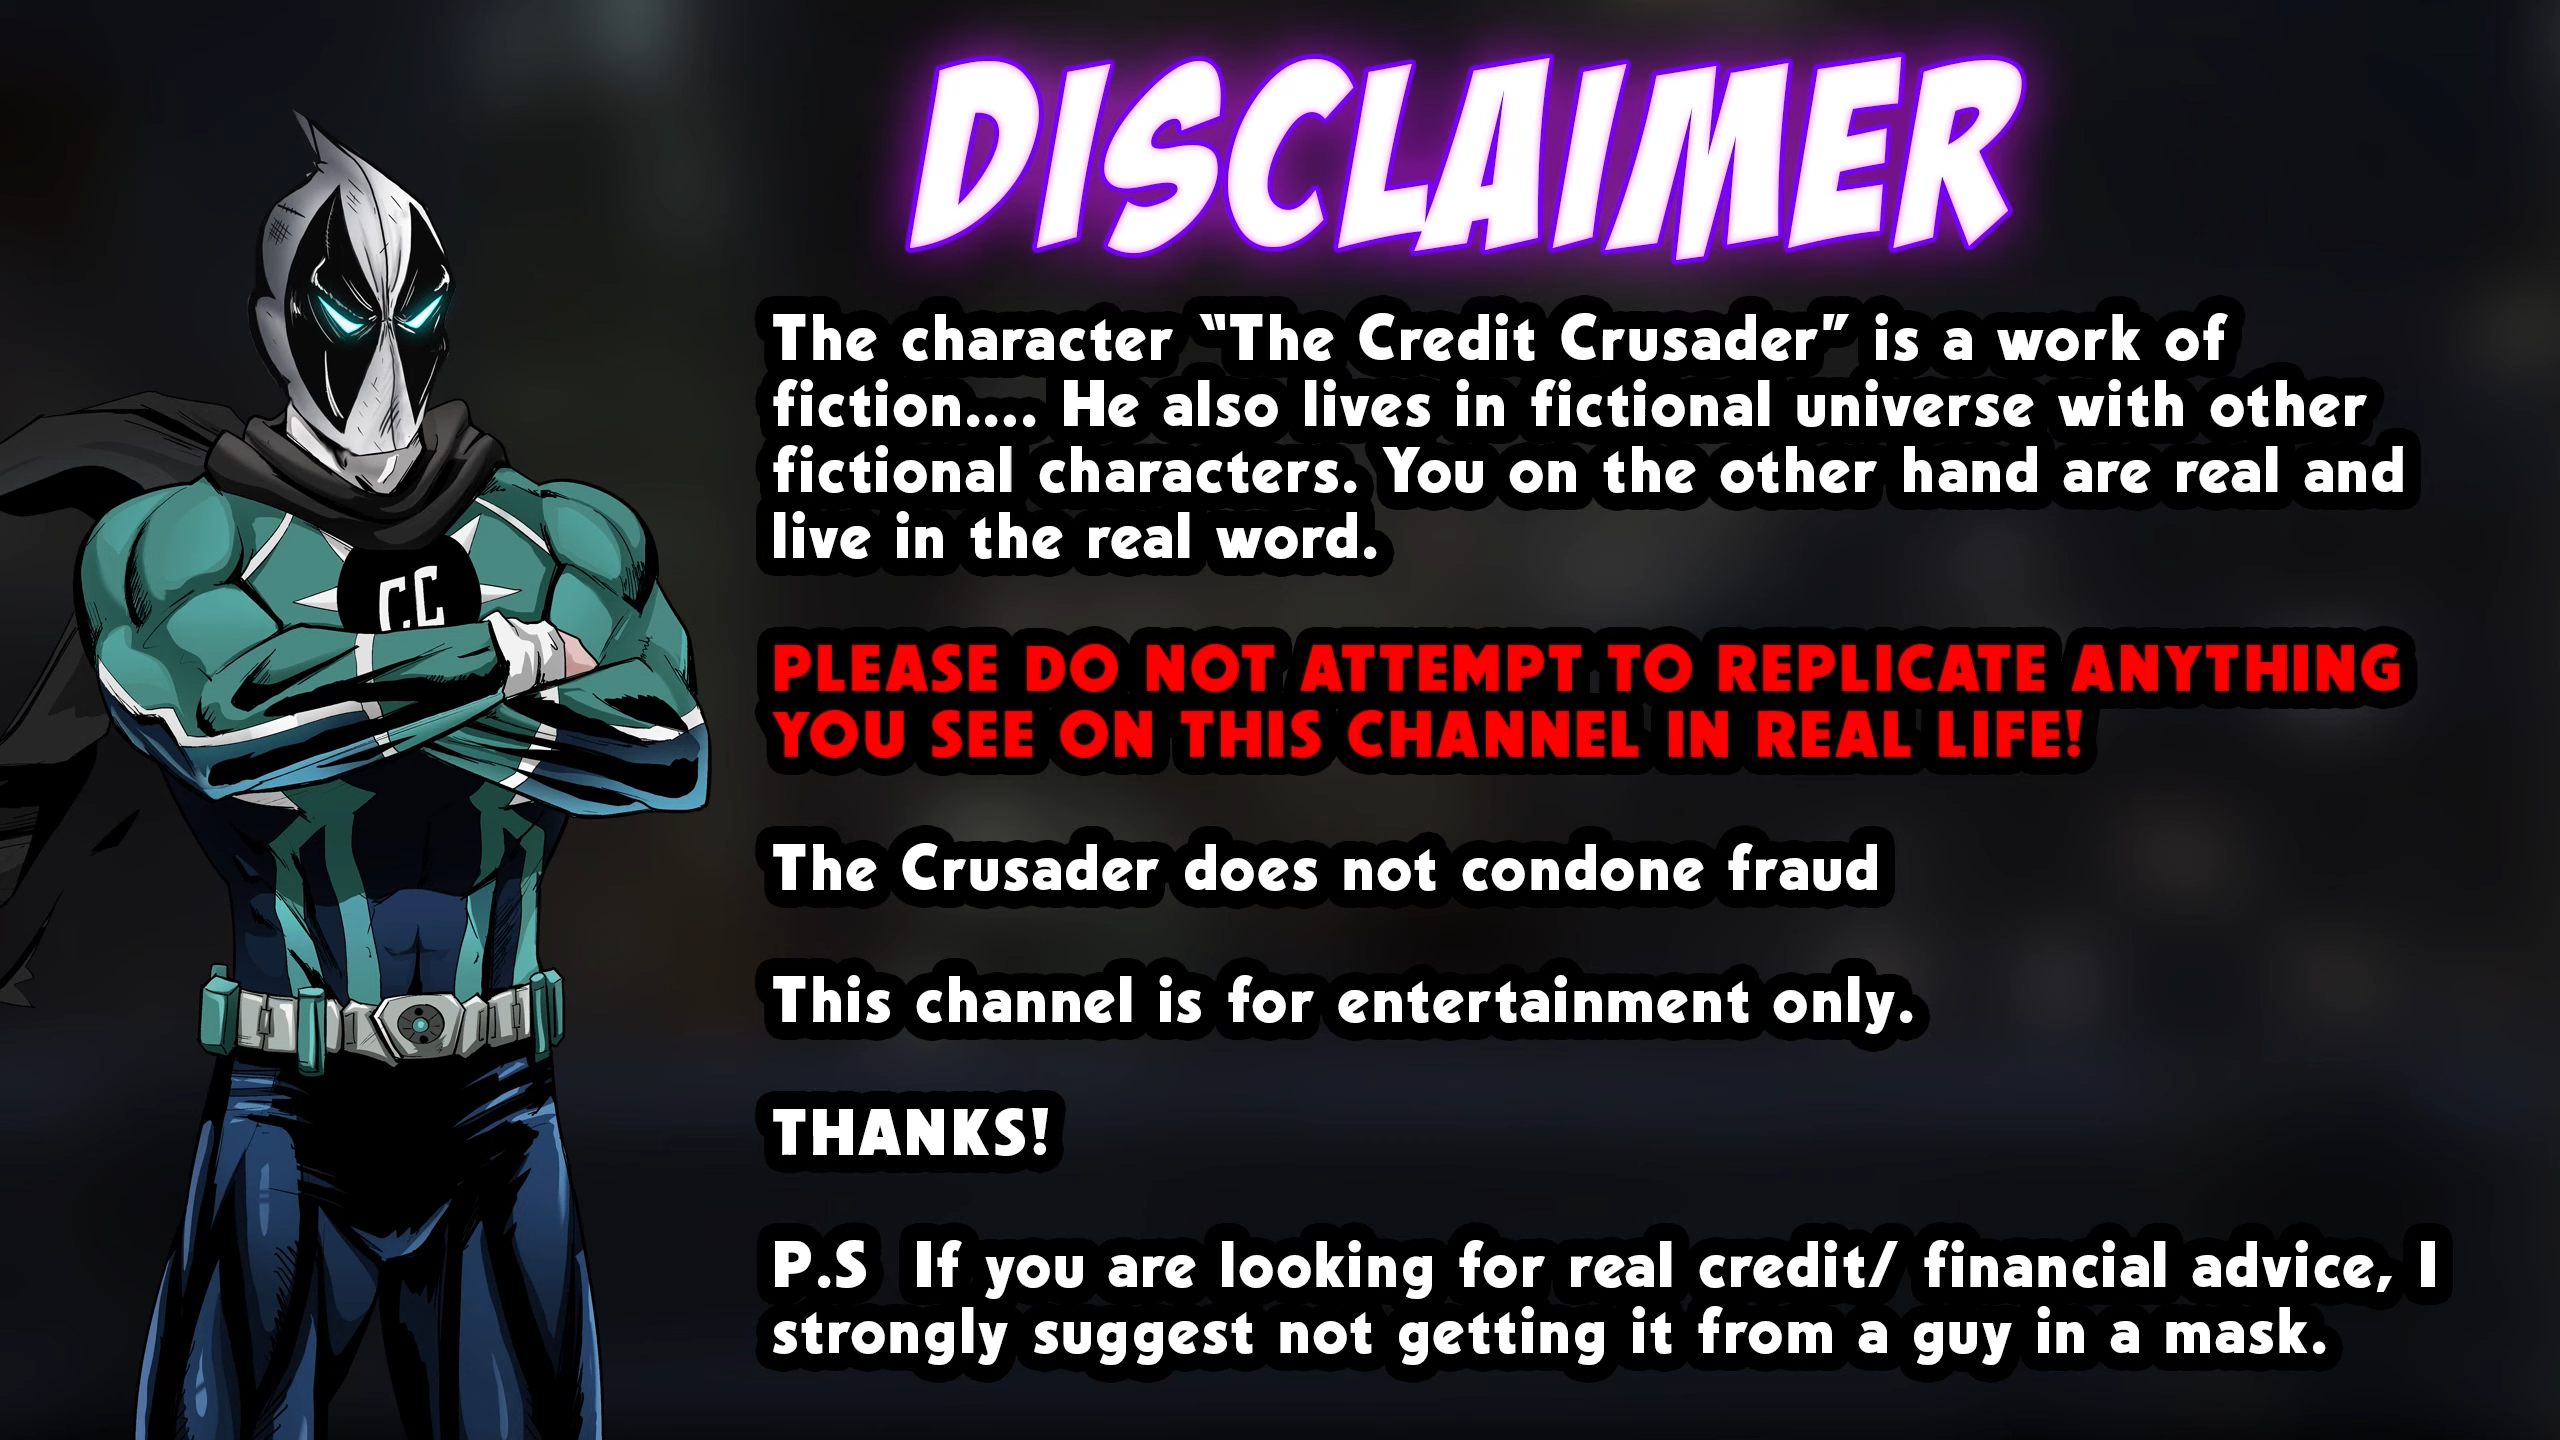 DISCLAIMER
C.C
The character “The Credit Crusader” is a work of
fiction.... He also lives in fictional universe with other
fictional characters. You on the other hand are real and
live in the real word.
PLEASE DO NOT ATTEMPT TO REPLICATE ANYTHING
YOU SEE ON THIS CHANNEL IN REAL LIFE!
The Crusader does not condone fraud
This channel is for entertainment only.
THANKS!
P.S  If you are looking for real credit/ financial advice, I
strongly suggest not getting it from a guy in a mask.